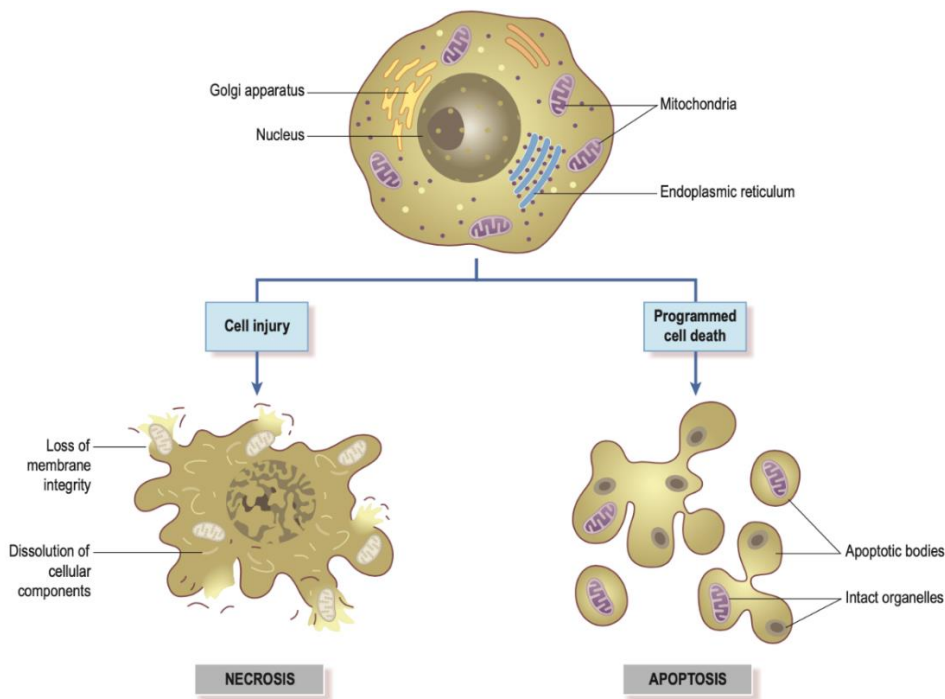 Golgi apparatus
Nucleus
Mitochondria
Endoplasmic reticulum
Cell injury
Programmed
cell death
Loss of
membrane
integrity
Dissolution of
cellular
components
Apoptotic bodies
Intact organelles
NECROSIS
APOPTOSIS